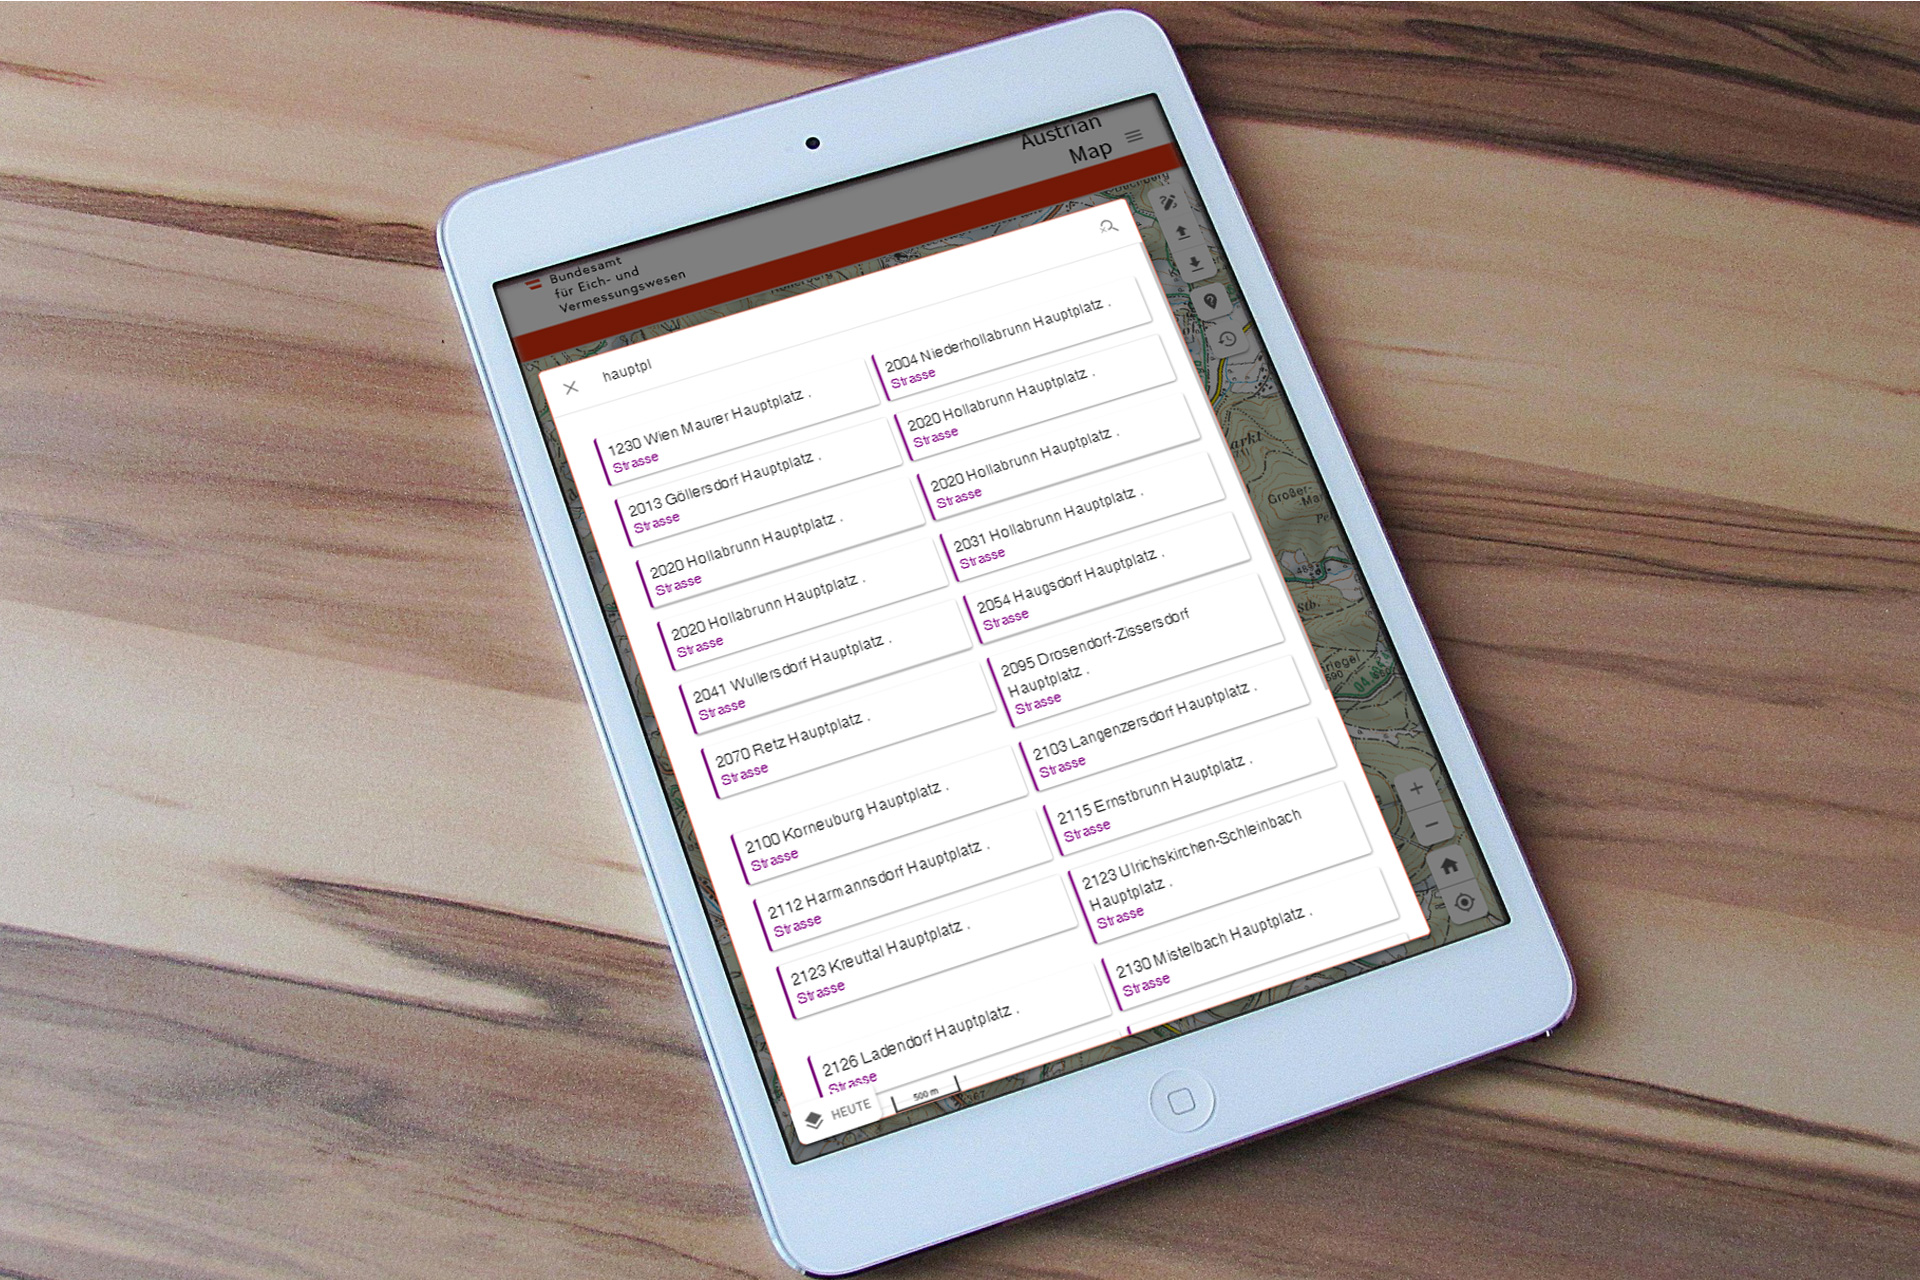 Austrian
Map
Bundesamt
für Eich- und
Vermessungswesen
hauptpl
1230 Wien Maurer Hauptplatz .
Strasse
2004 Niederhollabrunn Hauptplatz .
Strasse
2013 Göllersdorf Hauptplatz .
Strasse
2020 Hollabrunn Hauptplatz .
Strasse
2020 Hollabrunn Hauptplatz .
Strasse
2020 Hollabrunn Hauptplatz .
Strasse
2020 Hollabrunn Hauptplatz .
Strasse
2031 Hollabrunn Hauptplatz .
Strasse
2041 Wullersdorf Hauptplatz .
Strasse
2054 Haugsdorf Hauptplatz .
Strasse
2070 Retz Hauptplatz .
Strasse
2095 Drosendorf-Zissersdorf
Hauptplatz .
Strasse
2100 Korneuburg Hauptplatz .
Strasse
2103 Langenzersdorf Hauptplatz .
Strasse
2112 Harmannsdorf Hauptplatz .
Strasse
2115 Ernstbrunn Hauptplatz .
Strasse
2123 Kreuttal Hauptplatz .
Strasse
2123 Ulrichskirchen-Schleinbach
Hauptplatz .
Strasse
2126 Ladendorf Hauptplatz .
Strasse
2130 Mistelbach Hauptplatz .
Strasse
HEUTE
500 m
Großer-